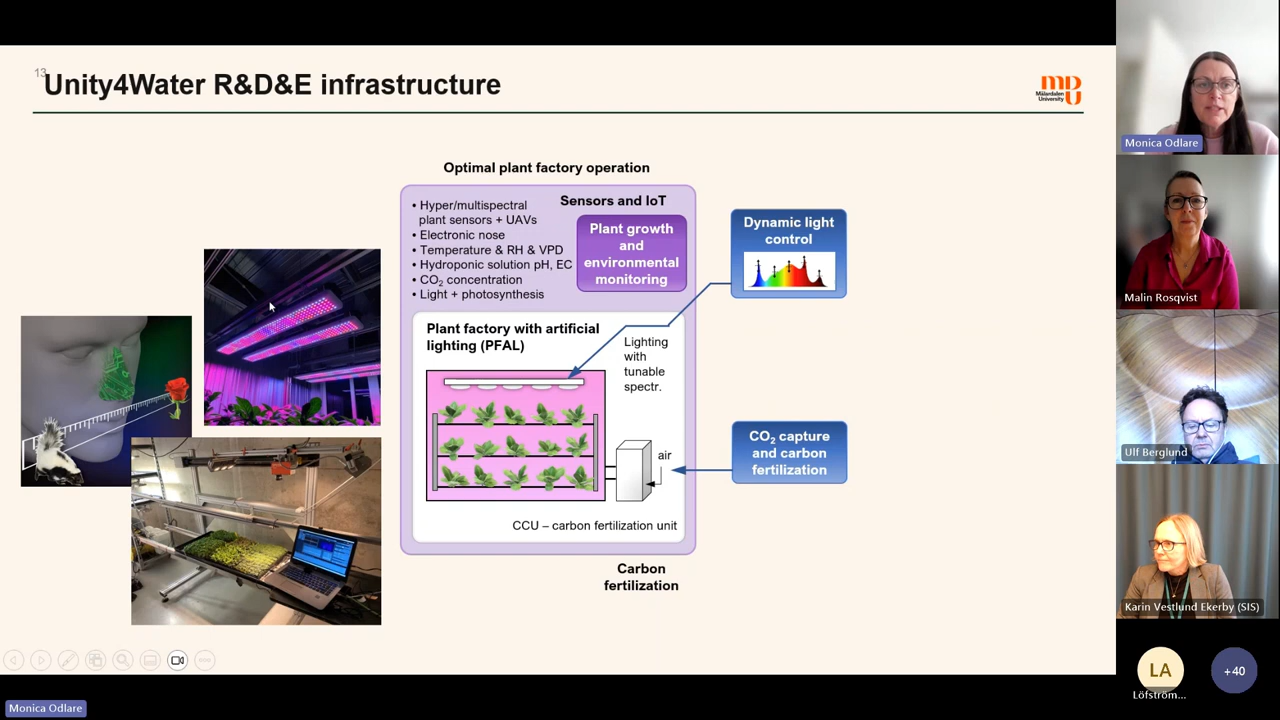 13
Unity4Water R&D&E infrastructure
Mälardalen
University
Optimal plant factory operation
• Hyper/multispectral
plant sensors + UAVs
• Electronic nose
• Temperature & RH & VPD
• Hydroponic solution pH, EC
• CO₂ concentration
• Light + photosynthesis
Sensors and IoT
Plant growth
and
environmental
monitoring
Dynamic light
control
Plant factory with artificial
lighting (PFAL)
Lighting
with
tunable
spectr.
air
CO₂ capture
and carbon
fertilization
CCU – carbon fertilization unit
Carbon
fertilization
Monica Odlare
Malin Rosqvist
Ulf Berglund
Karin Vestlund Ekerby (SIS)
LA
Löfström...
+40
Monica Odlare